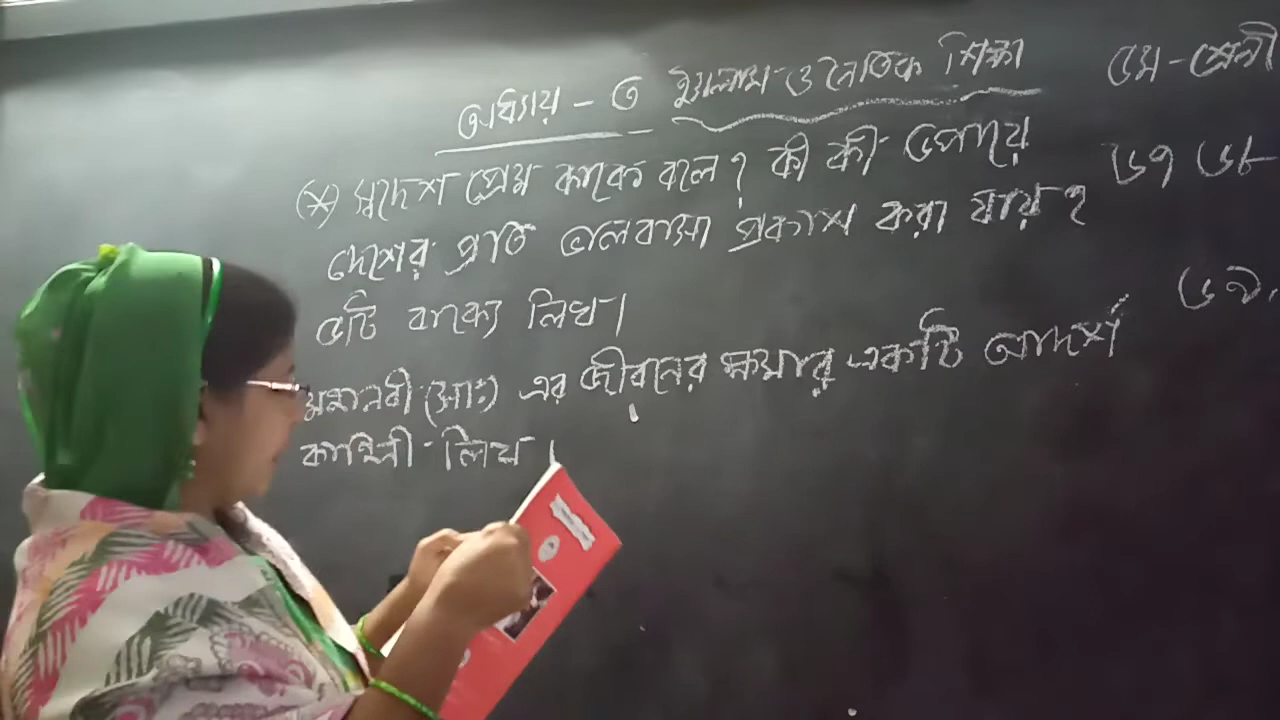 অধ্যায় - ৩ ইসলাম ও নৈতিক শিক্ষা ৫ম - শ্রেণী
(*) স্বদেশ প্রেম কাকে বলে? কী কী উপায়ে ৬৭ ৬৮
দেশের প্রতি ভালবাসা প্রকাশ করা যায়?
৫টি বাক্যে লিখ। ৬৯,
মহানবী (সাঃ) এর জীবনের ক্ষমার একটি আদর্শ
কাহিনী লিখ।